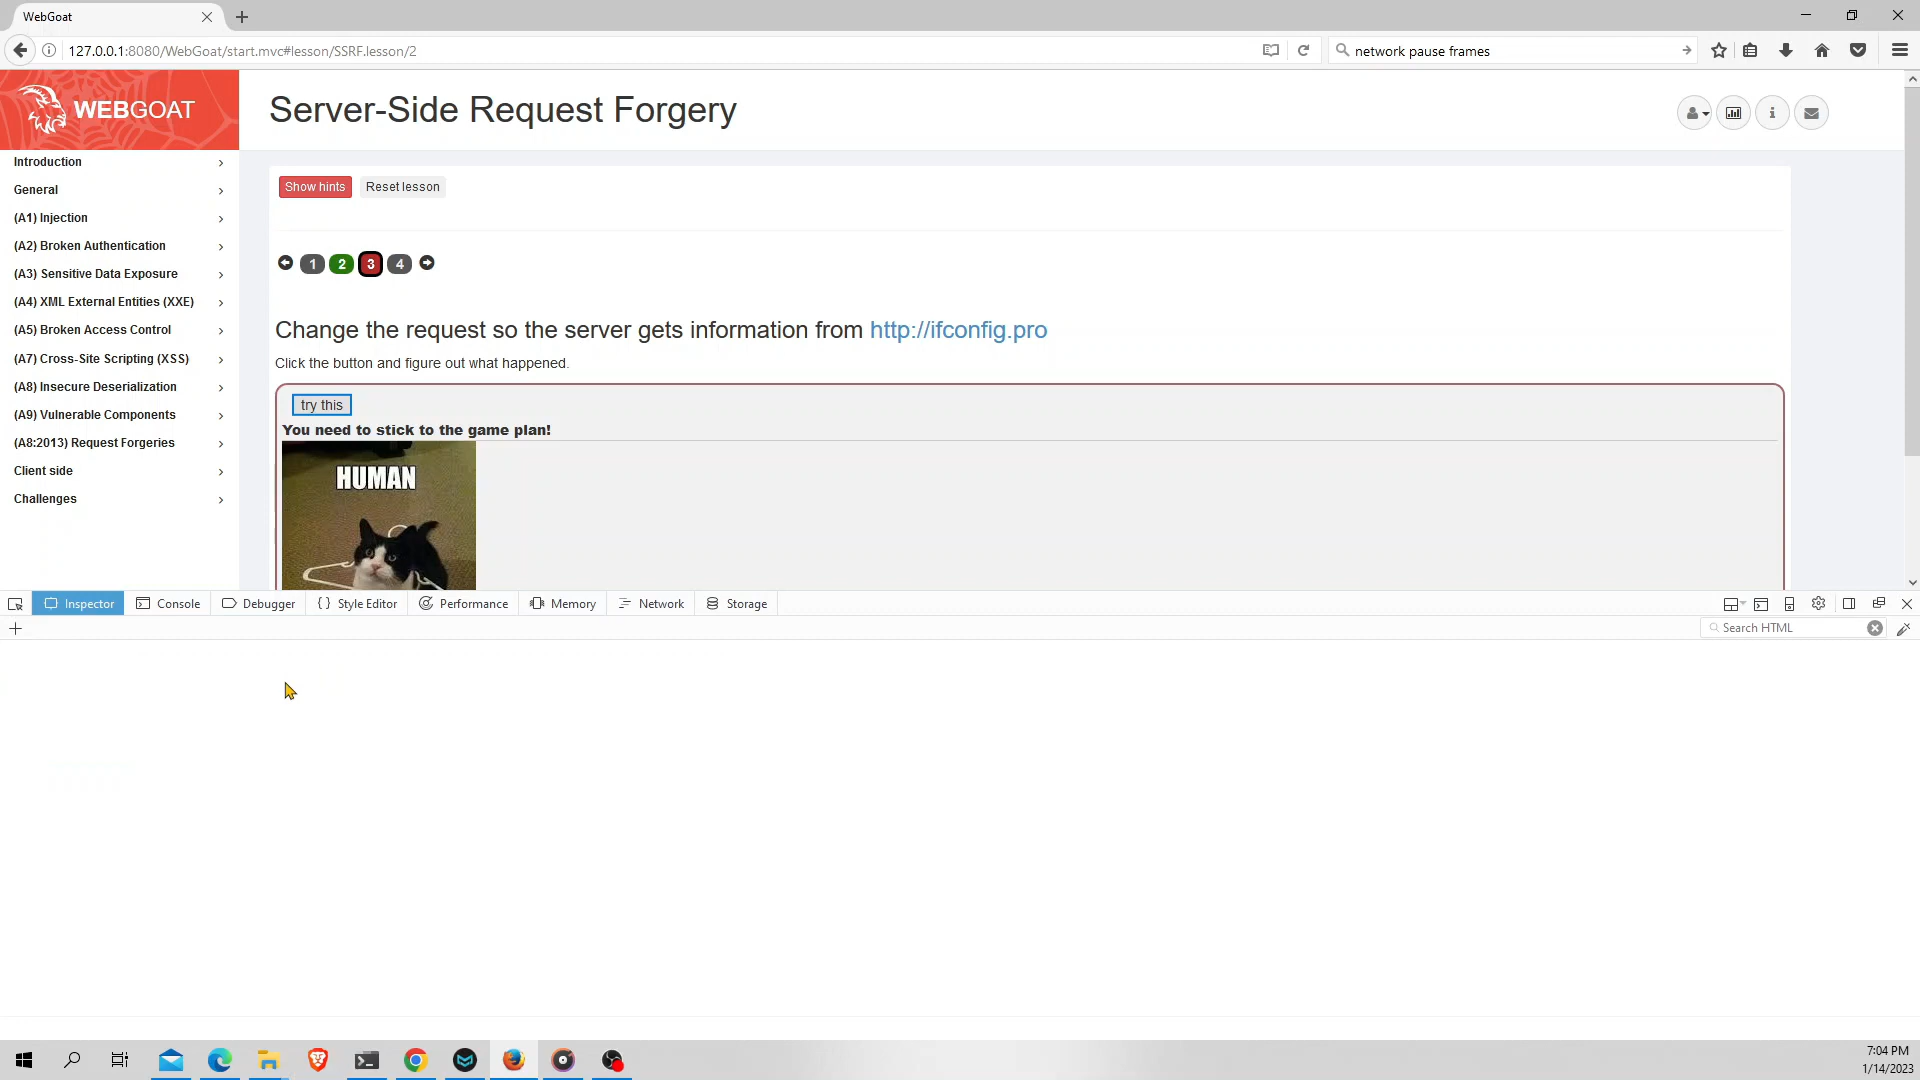 WebGoat
127.0.0.1:8080/WebGoat/start.mvc#lesson/SSRF.lesson/2
network pause frames
WEBGOAT
Server-Side Request Forgery
Introduction
General
(A1) Injection
(A2) Broken Authentication
(A3) Sensitive Data Exposure
(A4) XML External Entities (XXE)
(A5) Broken Access Control
(A7) Cross-Site Scripting (XSS)
(A8) Insecure Deserialization
(A9) Vulnerable Components
(A8:2013) Request Forgeries
Client side
Challenges
Show hints Reset lesson
1 2 3 4
Change the request so the server gets information from http://ifconfig.pro
Click the button and figure out what happened.
try this
You need to stick to the game plan!
HUMAN
Inspector Console Debugger Style Editor Performance Memory Network Storage
Search HTML
7:04 PM
1/14/2023